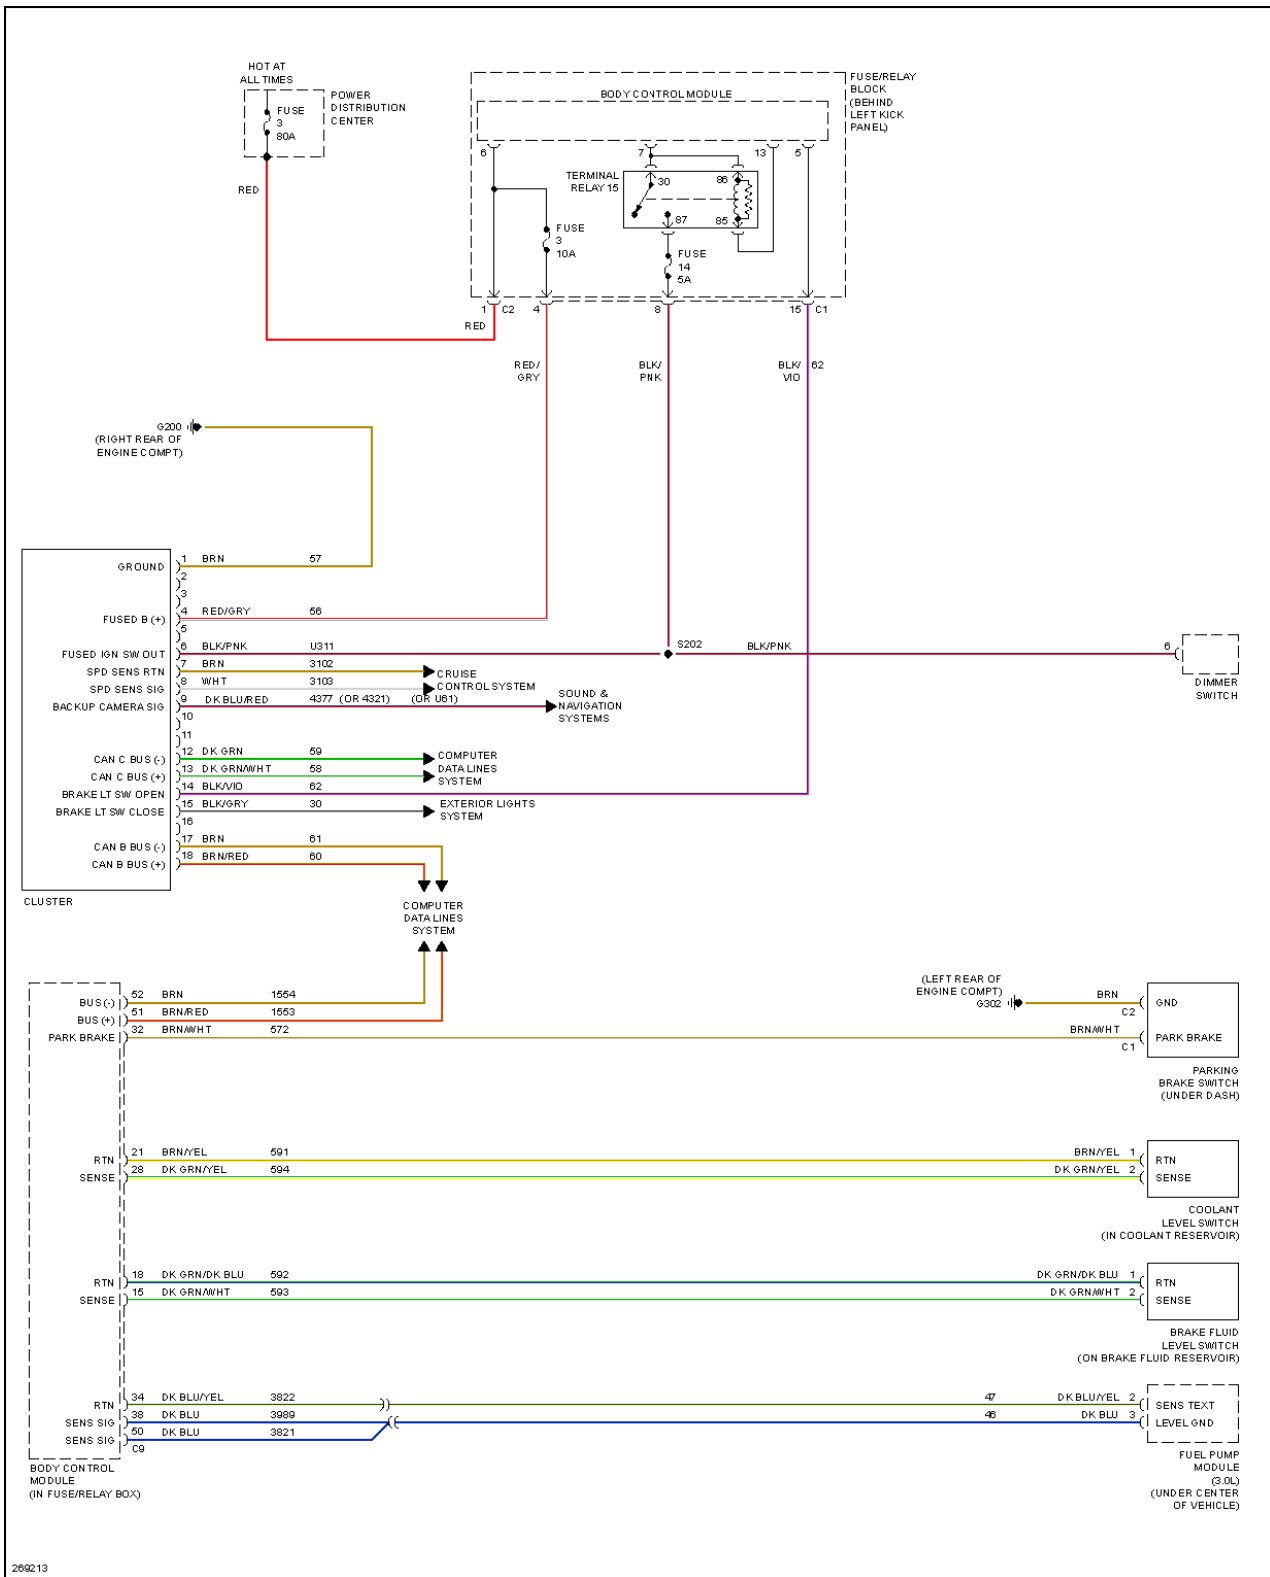 HOT AT
ALL TIMES
FUSE
3
80A
POWER
DISTRIBUTION
CENTER
RED
BODY CONTROL MODULE
FUSE/RELAY
BLOCK
(BEHIND
LEFT KICK
PANEL)
6
7
13
5
TERMINAL
RELAY 15
30
86
87
85
FUSE
3
10A
FUSE
14
5A
1
C2
4
8
15
C1
RED
RED/
GRY
BLK/
PNK
BLK/
VIO
62
G200
(RIGHT REAR OF
ENGINE COMPT)
GROUND
1
BRN
57
2
3
FUSED B (+)
4
RED/GRY
56
5
FUSED IGN SW OUT
6
BLK/PNK
U311
S202
BLK/PNK
6
DIMMER
SWITCH
SPD SENS RTN
7
BRN
3102
SPD SENS SIG
8
WHT
3103
CRUISE
CONTROL SYSTEM
BACKUP CAMERA SIG
9
DK BLU/RED
4377 (OR 4321)
(OR U61)
SOUND &
NAVIGATION
SYSTEMS
10
11
CAN C BUS (-)
12
DK GRN
59
CAN C BUS (+)
13
DK GRN/WHT
58
COMPUTER
DATA LINES
SYSTEM
BRAKE LT SW OPEN
14
BLK/VIO
62
BRAKE LT SW CLOSE
15
BLK/GRY
30
EXTERIOR LIGHTS
SYSTEM
16
CAN B BUS (-)
17
BRN
61
CAN B BUS (+)
18
BRN/RED
60
CLUSTER
COMPUTER
DATA LINES
SYSTEM
BUS (-)
52
BRN
1554
BUS (+)
51
BRN/RED
1553
PARK BRAKE
32
BRN/WHT
572
(LEFT REAR OF
ENGINE COMPT)
G302
BRN
C2
GND
BRN/WHT
C1
PARK BRAKE
PARKING
BRAKE SWITCH
(UNDER DASH)
RTN
21
BRN/YEL
591
BRN/YEL
1
RTN
SENSE
28
DK GRN/YEL
594
DK GRN/YEL
2
SENSE
COOLANT
LEVEL SWITCH
(IN COOLANT RESERVOIR)
RTN
18
DK GRN/DK BLU
592
DK GRN/DK BLU
1
RTN
SENSE
15
DK GRN/WHT
593
DK GRN/WHT
2
SENSE
BRAKE FLUID
LEVEL SWITCH
(ON BRAKE FLUID RESERVOIR)
RTN
34
DK BLU/YEL
3822
47
DK BLU/YEL
2
SENS TEXT
SENS SIG
38
DK BLU
3989
46
DK BLU
3
LEVEL GND
SENS SIG
50
DK BLU
3821
C9
BODY CONTROL
MODULE
(IN FUSE/RELAY BOX)
FUEL PUMP
MODULE
(3.0L)
(UNDER CENTER
OF VEHICLE)
269213